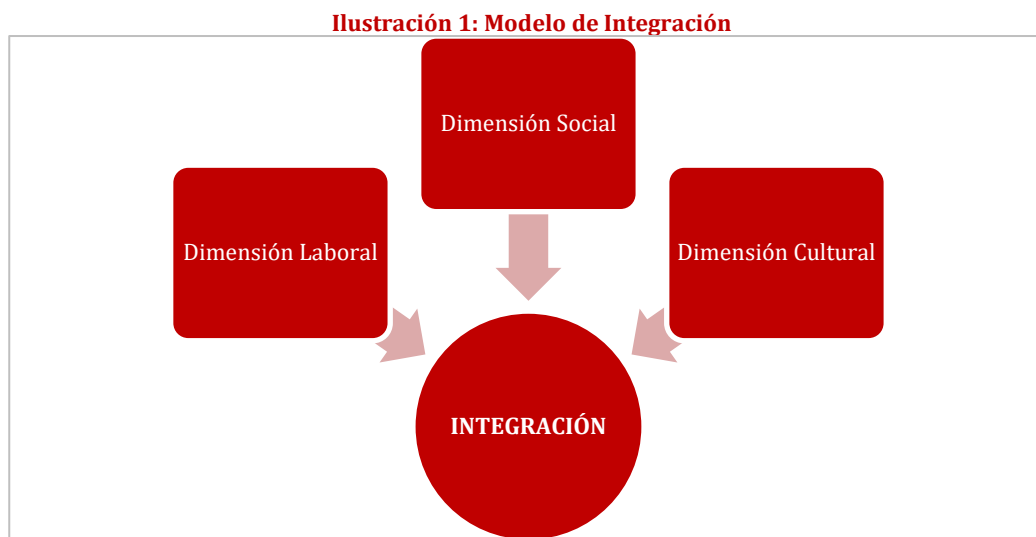 Ilustración 1: Modelo de Integración
Dimensión Social
Dimensión Laboral
Dimensión Cultural
INTEGRACIÓN